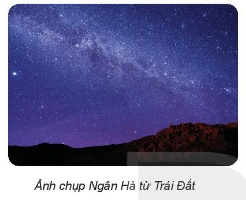 Ảnh chụp Ngân Hà từ Trái Đất